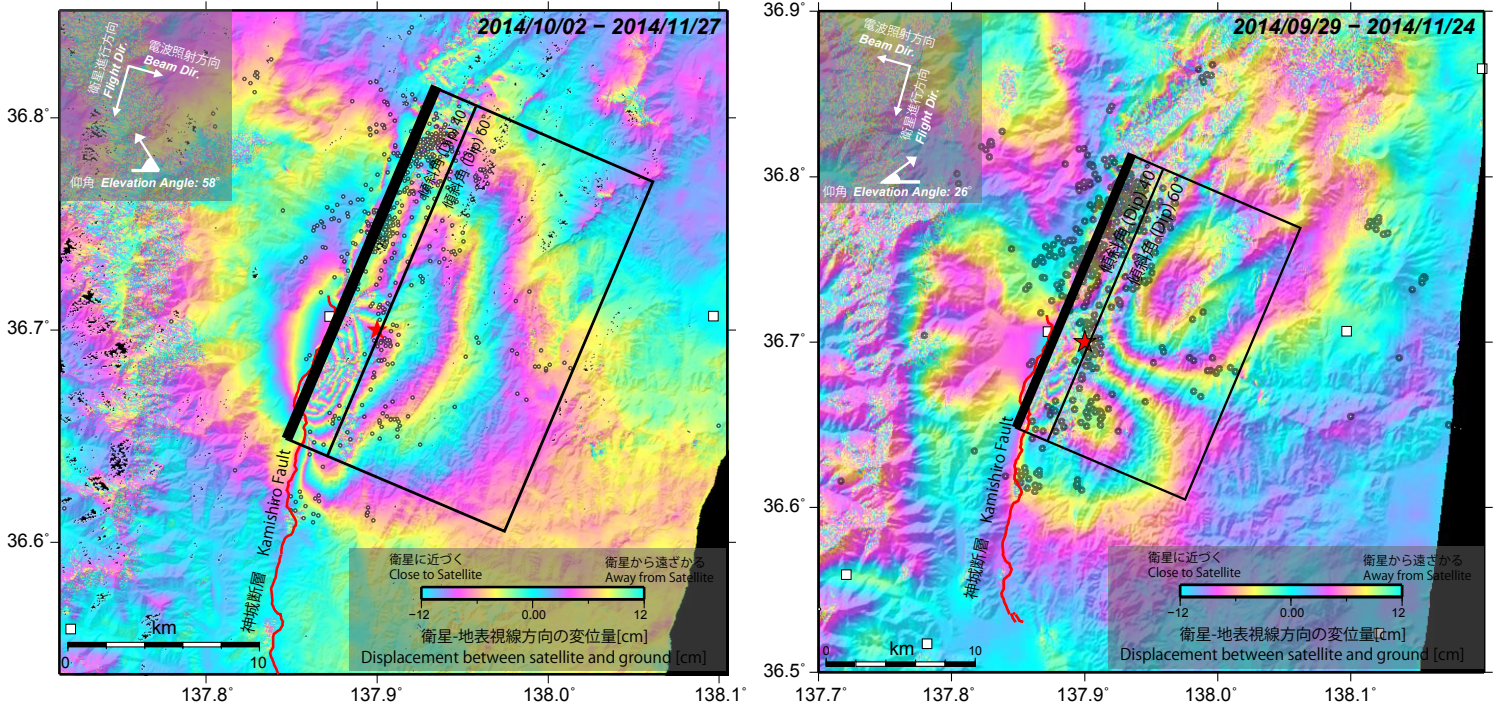 2014/10/02 − 2014/11/27
衛星進行方向
Flight Dir.
電波照射方向
Beam Dir.
仰角 Elevation Angle: 58°
36.8°
36.7°
36.6°
傾斜角 (Dip) 40°
傾斜角 (Dip) 60°
Kamishiro Fault
神城断層
衛星に近づく
Close to Satellite
衛星から遠ざかる
Away from Satellite
−12
0.00
12
衛星-地表視線方向の変位量[cm]
Displacement between satellite and ground [cm]
km
0
10
137.8°
137.9°
138.0°
138.1°
2014/09/29 − 2014/11/24
電波照射方向
Beam Dir.
衛星進行方向
Flight Dir.
仰角 Elevation Angle: 26°
36.9°
36.8°
36.7°
36.6°
36.5°
傾斜角 (Dip) 40°
傾斜角 (Dip) 60°
Kamishiro Fault
神城断層
衛星に近づく
Close to Satellite
衛星から遠ざかる
Away from Satellite
−12
0.00
12
衛星-地表視線方向の変位量[cm]
Displacement between satellite and ground [cm]
km
0
10
137.7°
137.8°
137.9°
138.0°
138.1°